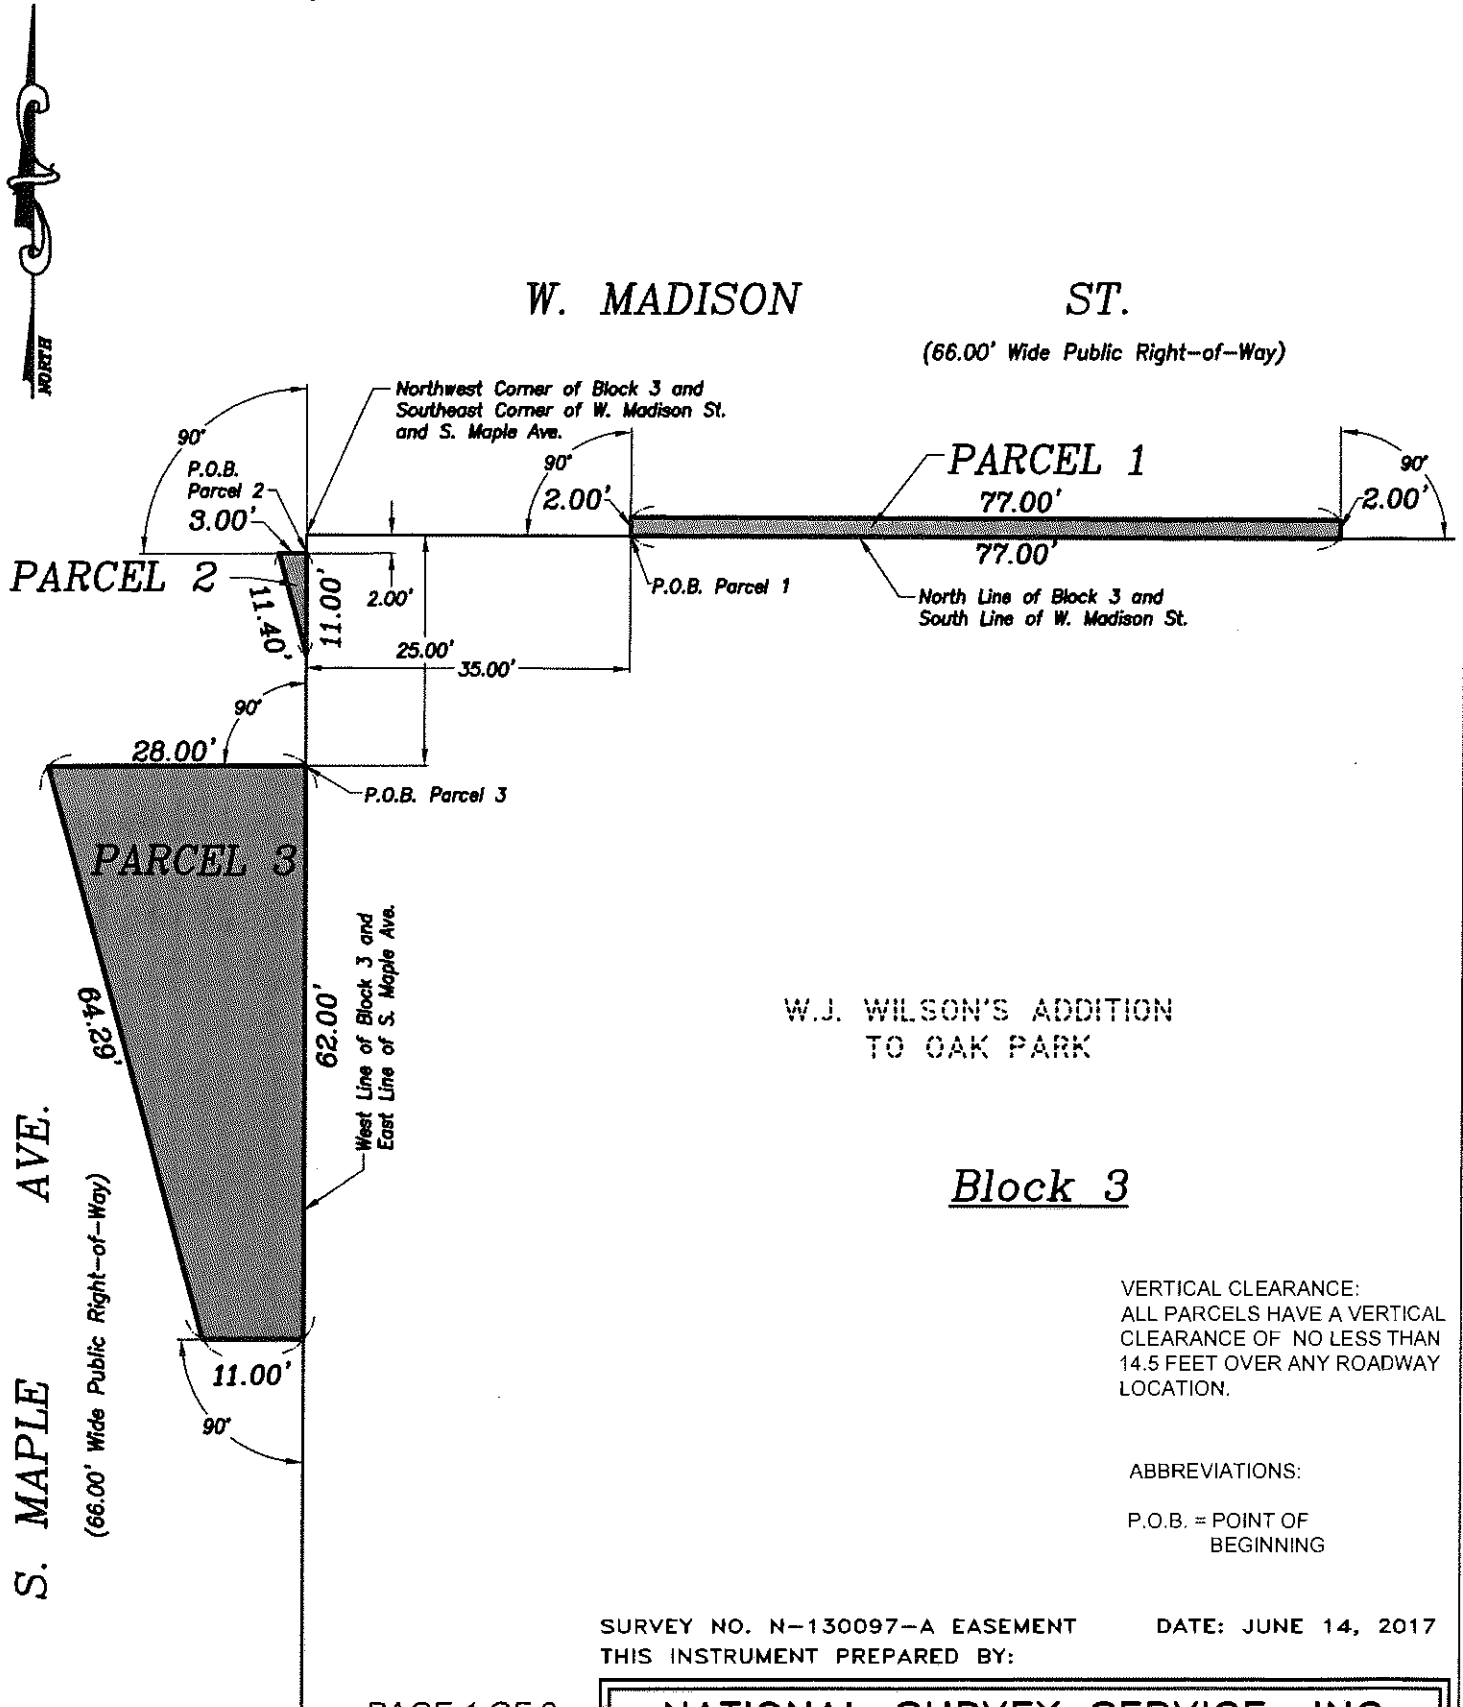 NORTH
W. MADISON ST.
(66.00' Wide Public Right-of-Way)
Northwest Corner of Block 3 and
Southeast Corner of W. Madison St.
and S. Maple Ave.
90°
P.O.B.
Parcel 2
3.00'
90°
2.00'
PARCEL 1
77.00'
90°
2.00'
77.00'
PARCEL 2
11.40'
11.00'
2.00'
P.O.B. Parcel 1
North Line of Block 3 and
South Line of W. Madison St.
25.00'
35.00'
90°
28.00'
P.O.B. Parcel 3
PARCEL 3
64.29'
62.00'
West Line of Block 3 and
East Line of S. Maple Ave.
W.J. WILSON'S ADDITION
TO OAK PARK
Block 3
S. MAPLE AVE.
(66.00' Wide Public Right-of-Way)
11.00'
90°
VERTICAL CLEARANCE:
ALL PARCELS HAVE A VERTICAL
CLEARANCE OF NO LESS THAN
14.5 FEET OVER ANY ROADWAY
LOCATION.
ABBREVIATIONS:
P.O.B. = POINT OF
BEGINNING
SURVEY NO. N-130097-A EASEMENT DATE: JUNE 14, 2017
THIS INSTRUMENT PREPARED BY:
NATIONAL SURVEY SERVICE, INC.
PAGE 1 OF